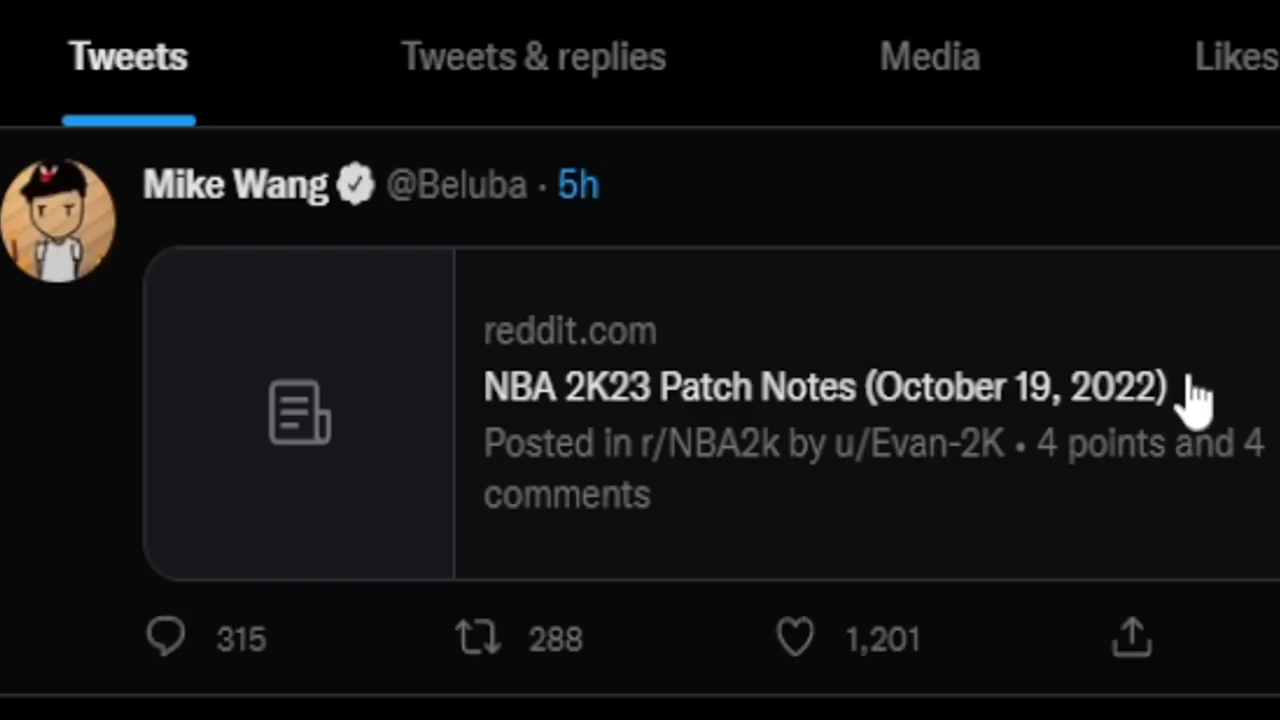 Tweets Tweets & replies Media Likes
Mike Wang @Beluba · 5h
reddit.com
NBA 2K23 Patch Notes (October 19, 2022)
Posted in r/NBA2k by u/Evan-2K • 4 points and 4
comments
315 288 1,201